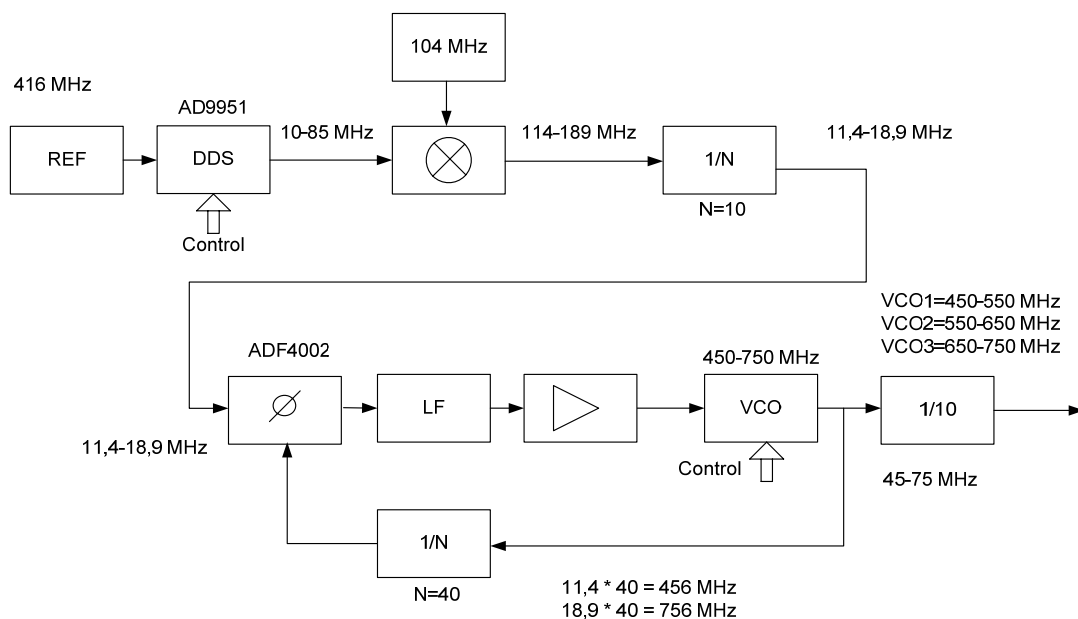 104 MHz
416 MHz
AD9951
10-85 MHz
114-189 MHz
11,4-18,9 MHz
REF
DDS
1/N
N=10
Control
VCO1=450-550 MHz
VCO2=550-650 MHz
VCO3=650-750 MHz
ADF4002
450-750 MHz
LF
VCO
1/10
11,4-18,9 MHz
Control
45-75 MHz
1/N
N=40
11,4 * 40 = 456 MHz
18,9 * 40 = 756 MHz